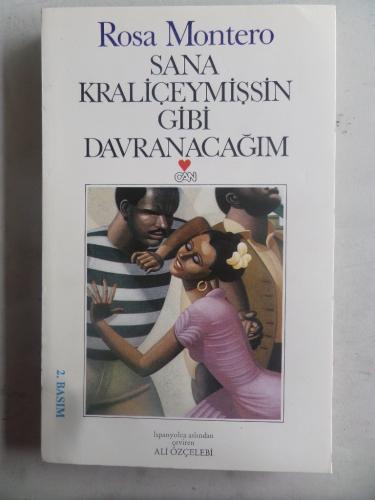 Rosa Montero
SANA
KRALİÇEYMİŞSİN
GİBİ
DAVRANACAĞIM
CAN
2. BASIM
İspanyolca aslından
çeviren
ALİ ÖZÇELEBİ